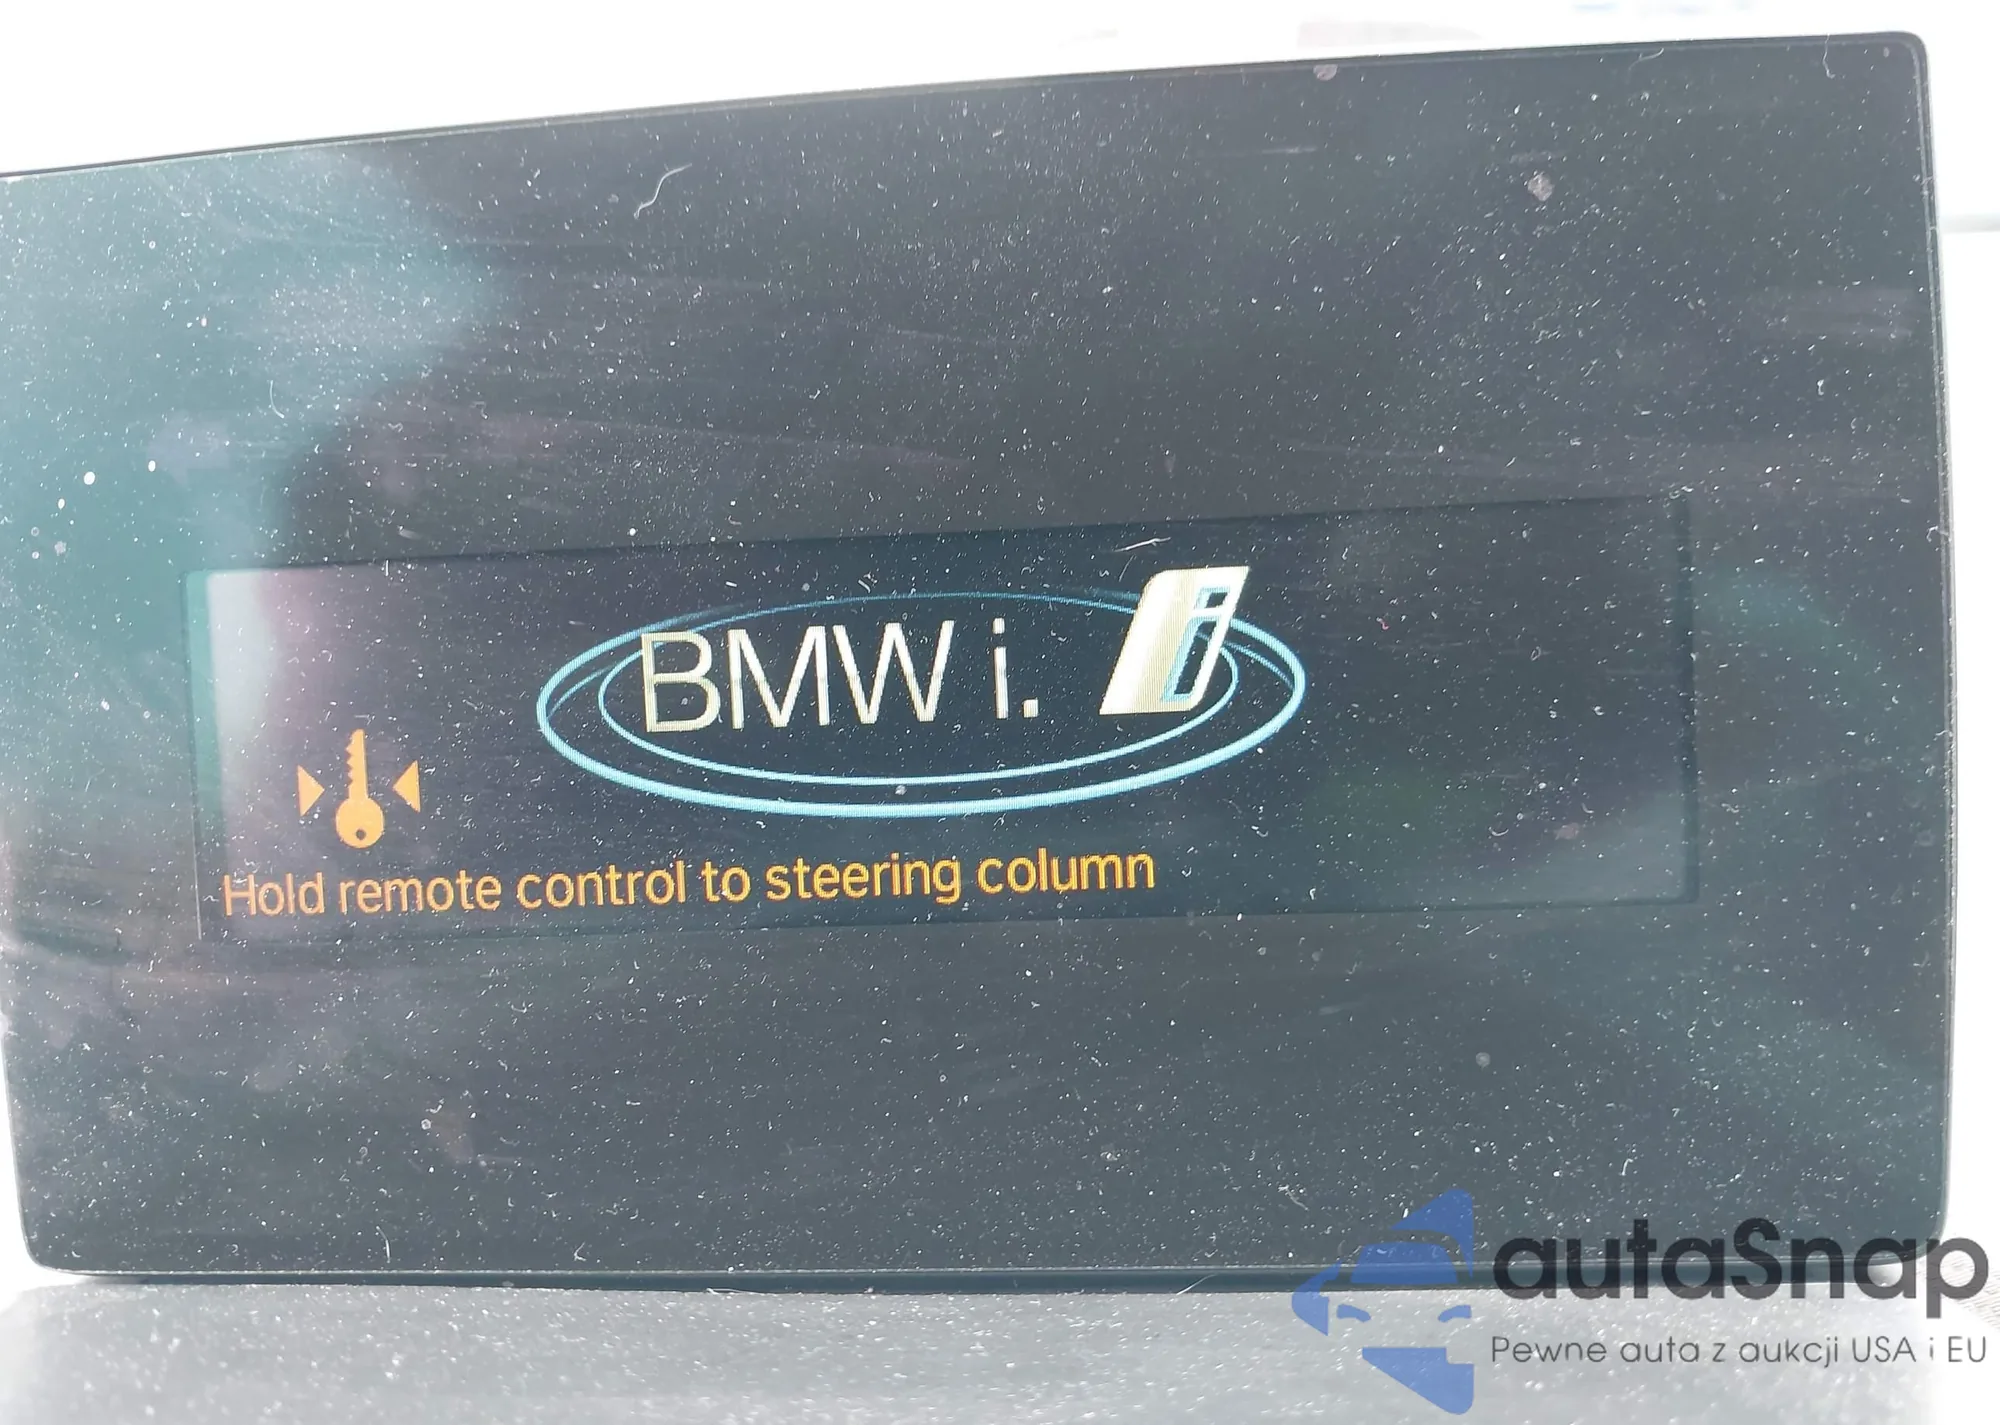 BMW i. i
Hold remote control to steering column
autaSnap
Pewne auta z aukcji USA i EU